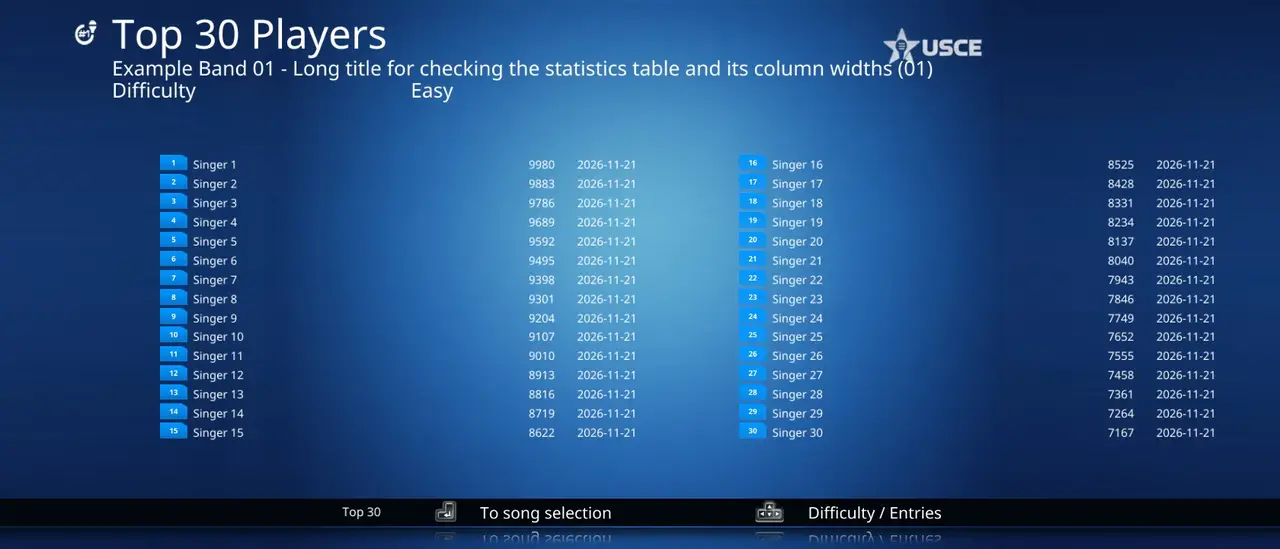 #1 Top 30 Players
USCE
Example Band 01 - Long title for checking the statistics table and its column widths (01)
Difficulty Easy
1 Singer 1 9980 2026-11-21
2 Singer 2 9883 2026-11-21
3 Singer 3 9786 2026-11-21
4 Singer 4 9689 2026-11-21
5 Singer 5 9592 2026-11-21
6 Singer 6 9495 2026-11-21
7 Singer 7 9398 2026-11-21
8 Singer 8 9301 2026-11-21
9 Singer 9 9204 2026-11-21
10 Singer 10 9107 2026-11-21
11 Singer 11 9010 2026-11-21
12 Singer 12 8913 2026-11-21
13 Singer 13 8816 2026-11-21
14 Singer 14 8719 2026-11-21
15 Singer 15 8622 2026-11-21
16 Singer 16 8525 2026-11-21
17 Singer 17 8428 2026-11-21
18 Singer 18 8331 2026-11-21
19 Singer 19 8234 2026-11-21
20 Singer 20 8137 2026-11-21
21 Singer 21 8040 2026-11-21
22 Singer 22 7943 2026-11-21
23 Singer 23 7846 2026-11-21
24 Singer 24 7749 2026-11-21
25 Singer 25 7652 2026-11-21
26 Singer 26 7555 2026-11-21
27 Singer 27 7458 2026-11-21
28 Singer 28 7361 2026-11-21
29 Singer 29 7264 2026-11-21
30 Singer 30 7167 2026-11-21
Top 30 To song selection Difficulty / Entries